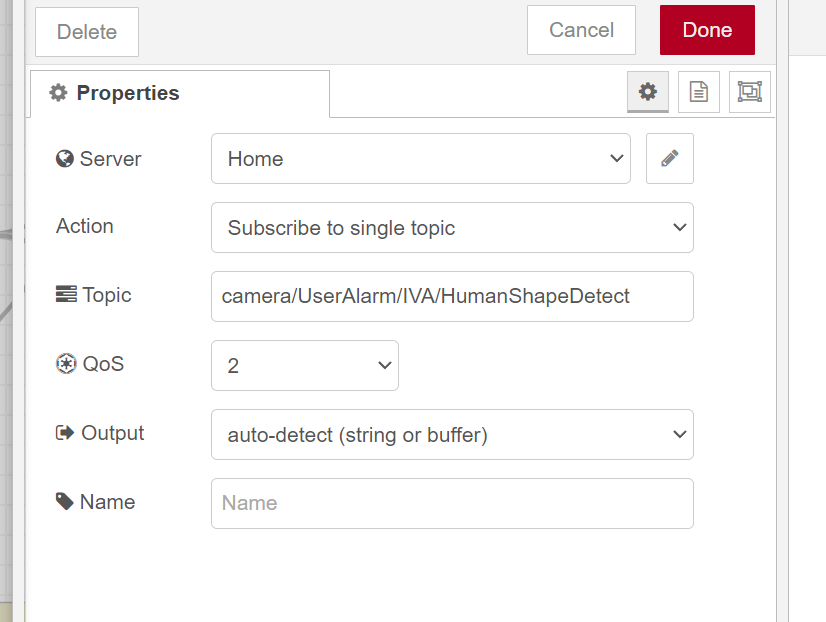 Delete
Cancel
Done
Properties
Server
Home
Action
Subscribe to single topic
Topic
camera/UserAlarm/IVA/HumanShapeDetect
QoS
2
Output
auto-detect (string or buffer)
Name
Name